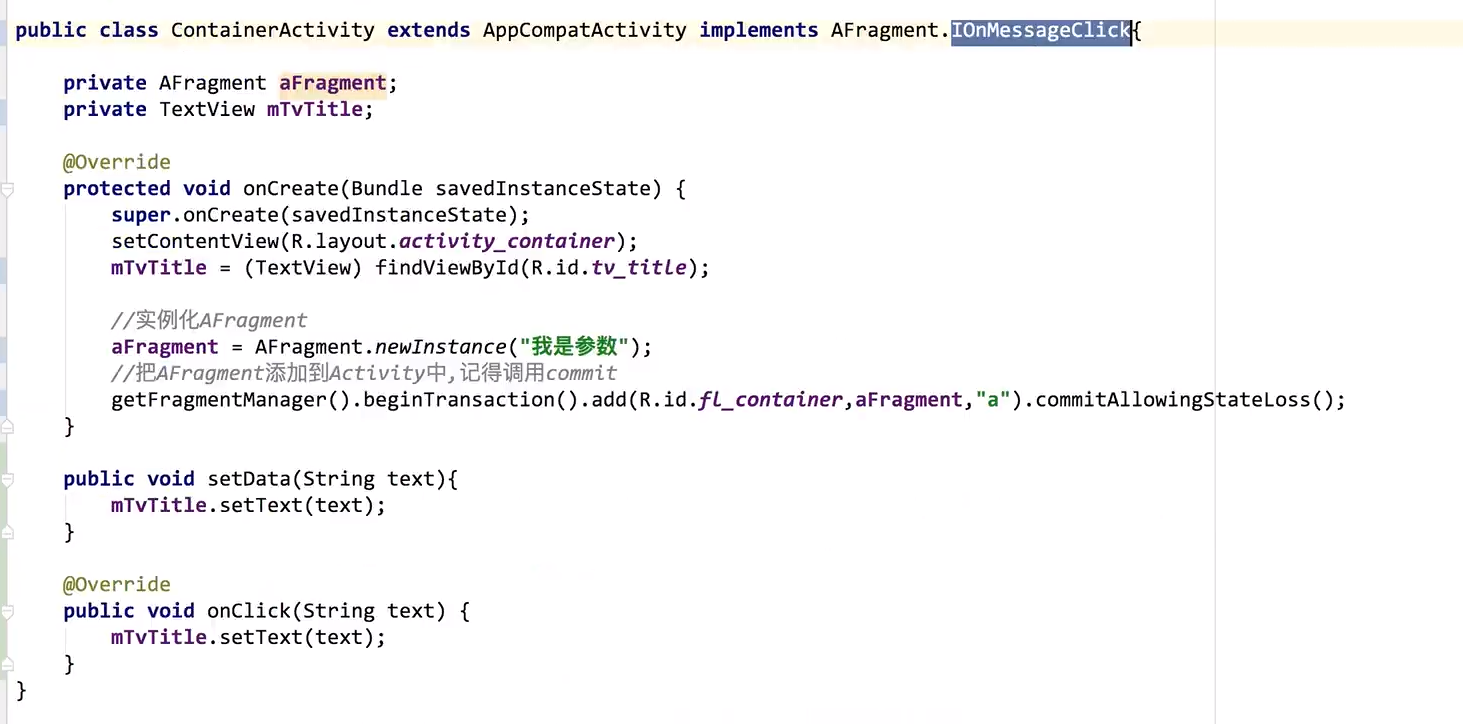 public class ContainerActivity extends AppCompatActivity implements AFragment.IOnMessageClick{
private AFragment aFragment;
private TextView mTvTitle;
@Override
protected void onCreate(Bundle savedInstanceState) {
super.onCreate(savedInstanceState);
setContentView(R.layout.activity_container);
mTvTitle = (TextView) findViewById(R.id.tv_title);
//实例化AFragment
aFragment = AFragment.newInstance("我是参数");
//把AFragment添加到Activity中,记得调用commit
getFragmentManager().beginTransaction().add(R.id.fl_container,aFragment,"a").commitAllowingStateLoss();
}
public void setData(String text){
mTvTitle.setText(text);
}
@Override
public void onClick(String text) {
mTvTitle.setText(text);
}
}